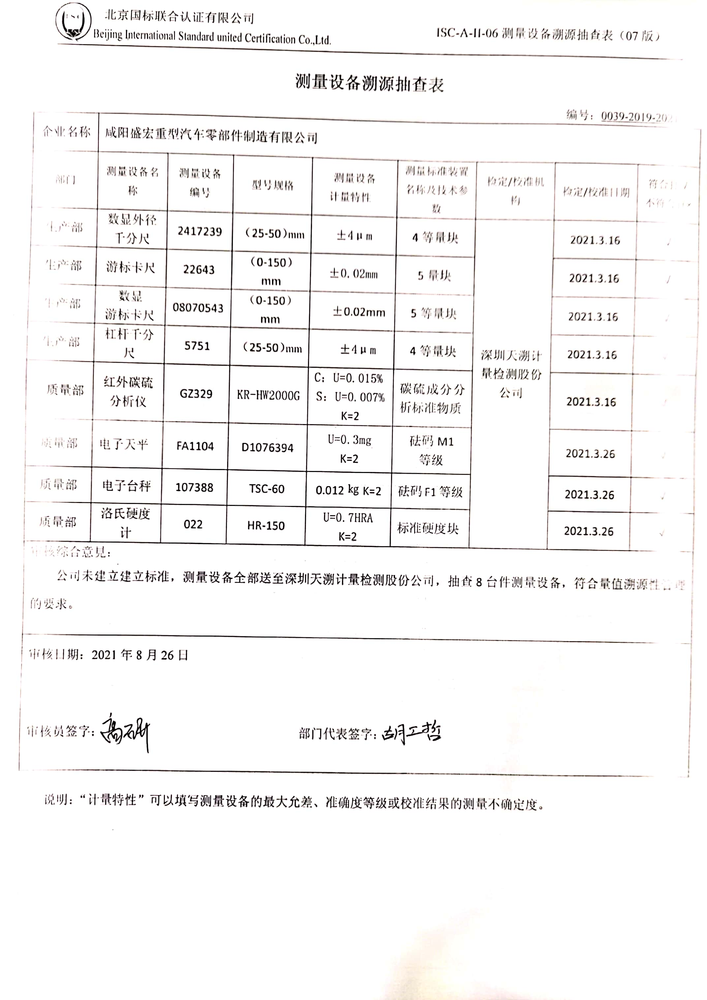 北京国标联合认证有限公司
Beijing International Standard united Certification Co.,Ltd.
ISC-A-II-06 测量设备溯源抽查表（07 版）
测量设备溯源抽查表
编号：0039-2019-202
企业名称 咸阳盛宏重型汽车零部件制造有限公司
部门 测量设备名称 测量设备编号 型号规格 测量设备计量特性 测量标准装置名称及技术参数 检定/校准机构 检定/校准日期 符合 不符
生产部 数显外径千分尺 2417239 （25-50)mm ±4μm 4 等量块 2021.3.16 √
生产部 游标卡尺 22643 （0-150）mm ±0.02mm 5 量块 2021.3.16 √
生产部 数显游标卡尺 08070543 （0-150）mm ±0.02mm 5 等量块 2021.3.16 √
生产部 杠杆千分尺 5751 （25-50)mm ±4μm 4 等量块 深圳天溯计量检测股份公司 2021.3.16
质量部 红外碳硫分析仪 GZ329 KR-HW2000G C：U=0.015% S：U=0.007% K=2 碳硫成分分析标准物质 2021.3.16
质量部 电子天平 FA1104 D1076394 U=0.3mg K=2 砝码 M1 等级 2021.3.26 √
质量部 电子台秤 107388 TSC-60 0.012 kg K=2 砝码 F1 等级 2021.3.26 √
质量部 洛氏硬度计 022 HR-150 U=0.7HRA K=2 标准硬度块 2021.3.26 √
审核综合意见：
公司未建立建立标准，测量设备全部送至深圳天溯计量检测股份公司，抽查 8 台件测量设备，符合量值溯源性管理
的要求。
审核日期：2021 年 8 月 26 日
审核员签字：高研 部门代表签字：胡工哲
说明：“计量特性”可以填写测量设备的最大允差、准确度等级或校准结果的测量不确定度。